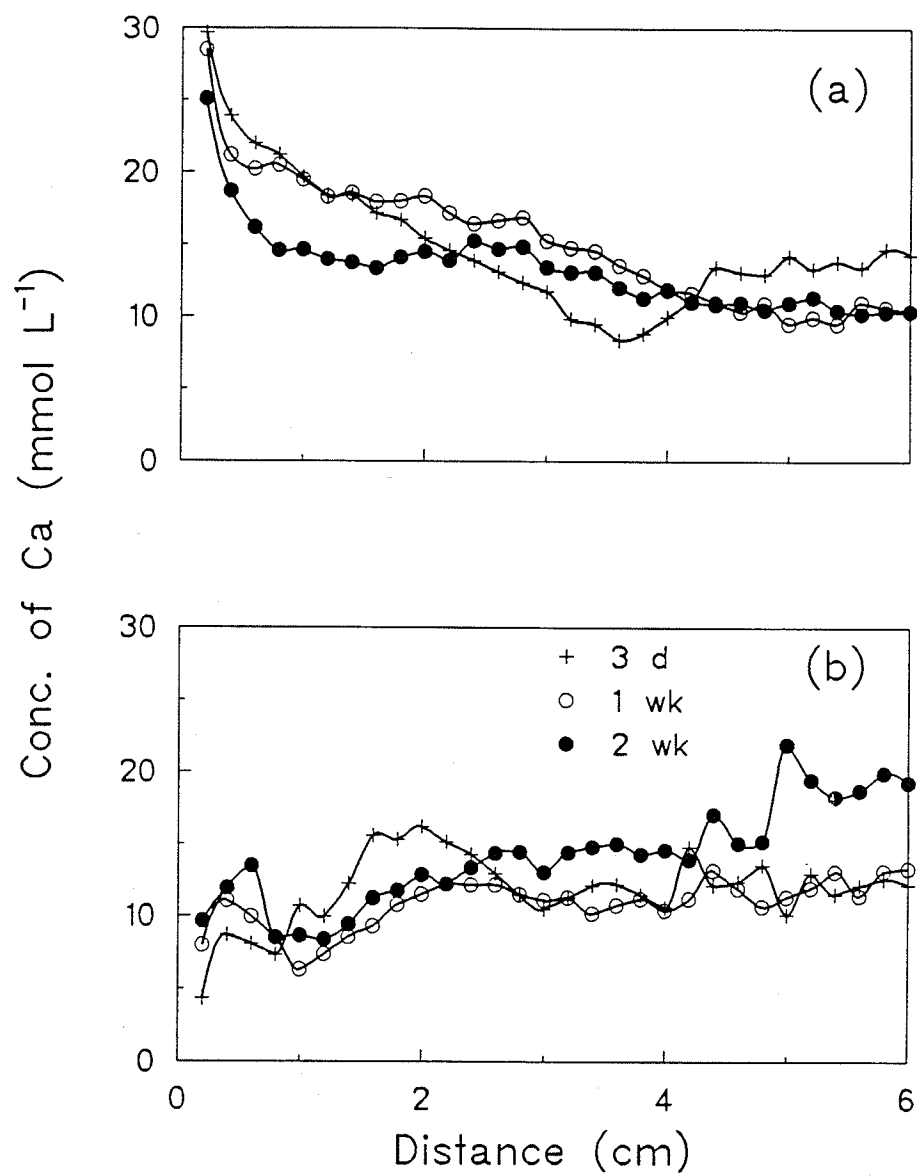 30
(a)
20
10
0
Conc. of Ca (mmol L⁻¹)
30
(b)
+ 3 d
○ 1 wk
● 2 wk
20
10
0
0 2 4 6
Distance (cm)